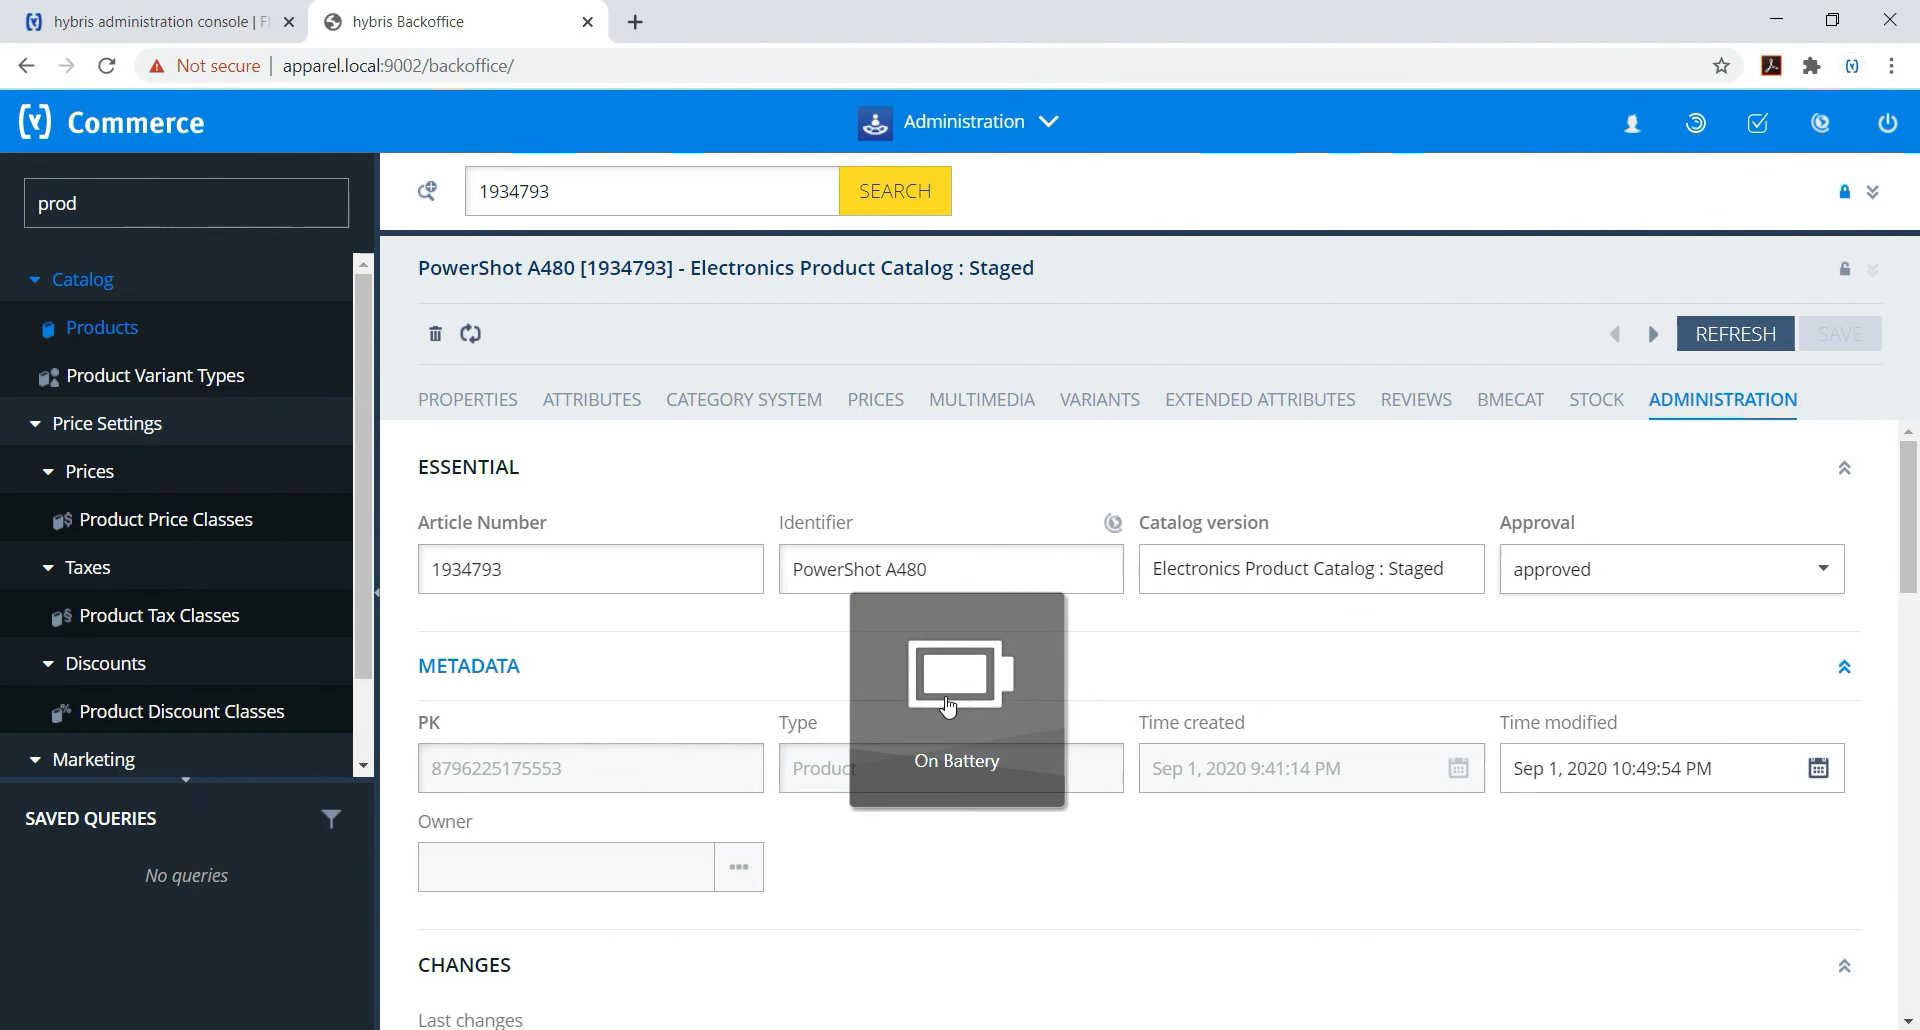 hybris administration console | Fl
hybris Backoffice
Not secure | apparel.local:9002/backoffice/
Commerce
Administration
prod
1934793
SEARCH
Catalog
Products
Product Variant Types
Price Settings
Prices
Product Price Classes
Taxes
Product Tax Classes
Discounts
Product Discount Classes
Marketing
SAVED QUERIES
No queries
PowerShot A480 [1934793] - Electronics Product Catalog : Staged
REFRESH
SAVE
PROPERTIES ATTRIBUTES CATEGORY SYSTEM PRICES MULTIMEDIA VARIANTS EXTENDED ATTRIBUTES REVIEWS BMECAT STOCK ADMINISTRATION
ESSENTIAL
Article Number Identifier Catalog version Approval
1934793 PowerShot A480 Electronics Product Catalog : Staged approved
METADATA
PK Type Time created Time modified
8796225175553 Product Sep 1, 2020 9:41:14 PM Sep 1, 2020 10:49:54 PM
On Battery
Owner
CHANGES
Last changes